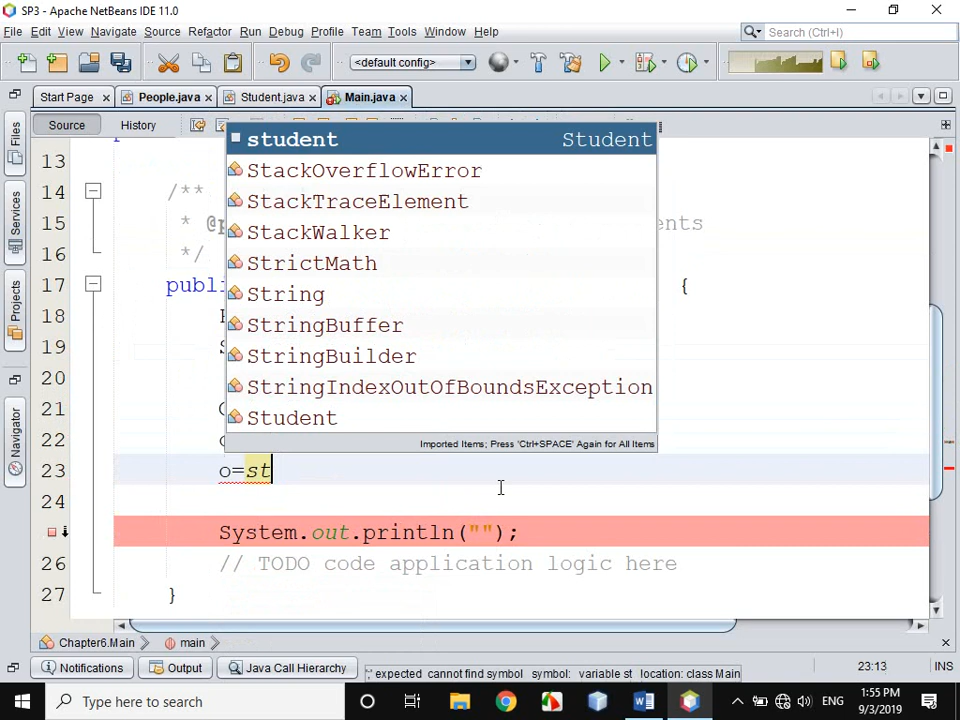 SP3 - Apache NetBeans IDE 11.0
File Edit View Navigate Source Refactor Run Debug Profile Team Tools Window Help
Search (Ctrl+I)
<default config>
Start Page People.java Student.java Main.java
Source History
student Student
StackOverflowError
StackTraceElement
StackWalker
StrictMath
String
StringBuffer
StringBuilder
StringIndexOutOfBoundsException
Student
Imported Items; Press 'Ctrl+SPACE' Again for All Items
13
14 /**
15 * @p ents
16 */
17 publi {
18
19
20
21
22
23 o=st
24
System.out.println("");
26 // TODO code application logic here
27 }
Files
Services
Projects
Navigator
Chapter6.Main main
Notifications Output Java Call Hierarchy ';' expected cannot find symbol symbol: variable st location: class Main 23:13 INS
Type here to search
ENG
1:55 PM
9/3/2019